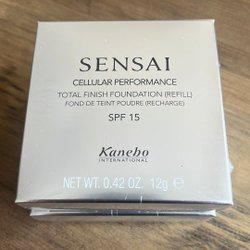 SENSAI
CELLULAR PERFORMANCE
TOTAL FINISH FOUNDATION (REFILL)
FOND DE TEINT POUDRE (RECHARGE)
SPF 15
Kanebo
INTERNATIONAL
NET WT. 0.42 OZ. 12g ℮